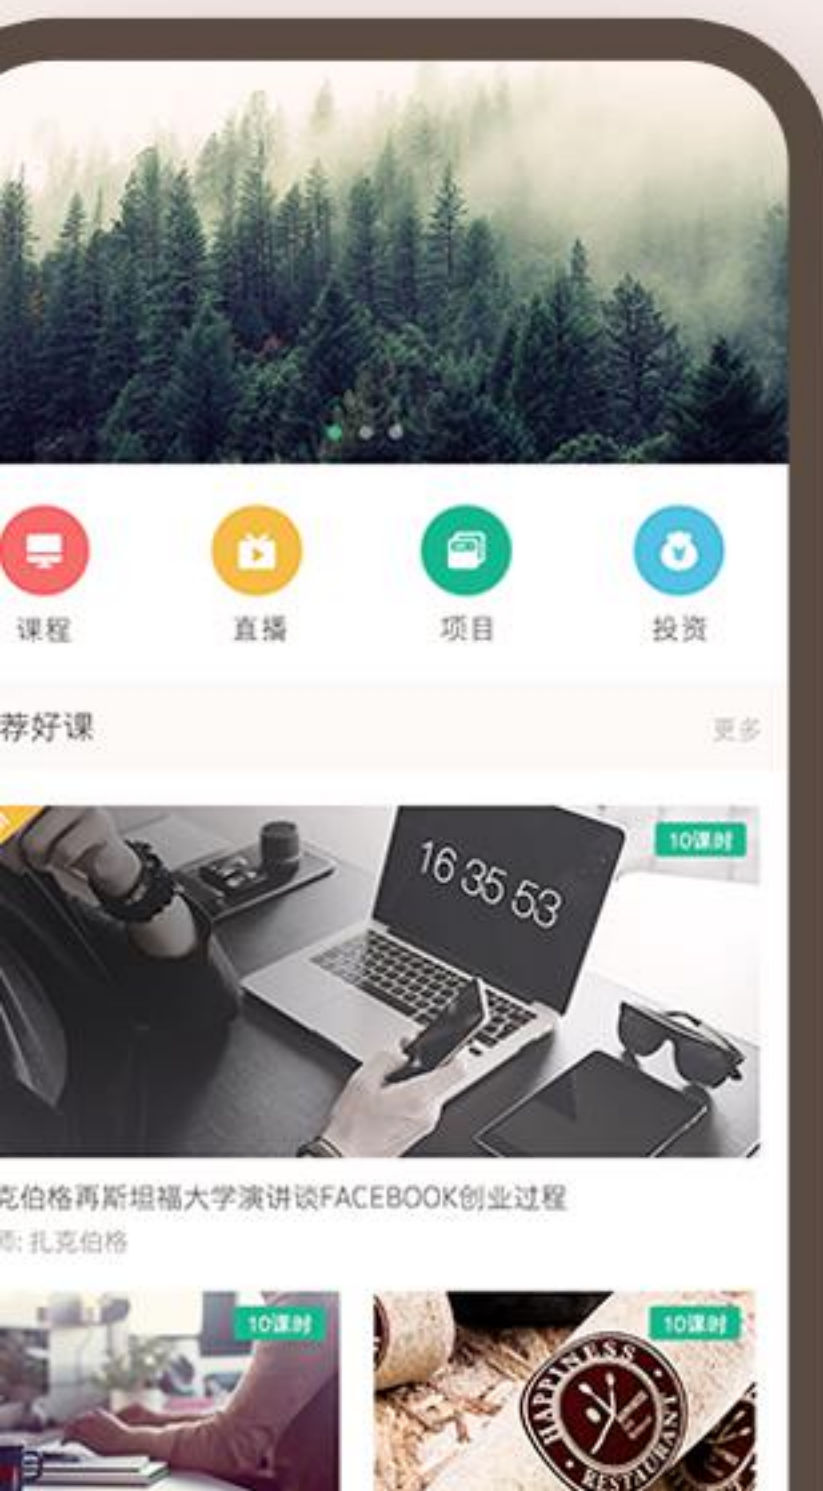 课程
直播
项目
投资
荐好课
更多
16 35 53
10课时
克伯格再斯坦福大学演讲谈FACEBOOK创业过程
师: 扎克伯格
10课时
10课时
HAPPINESS
RESTAURANT